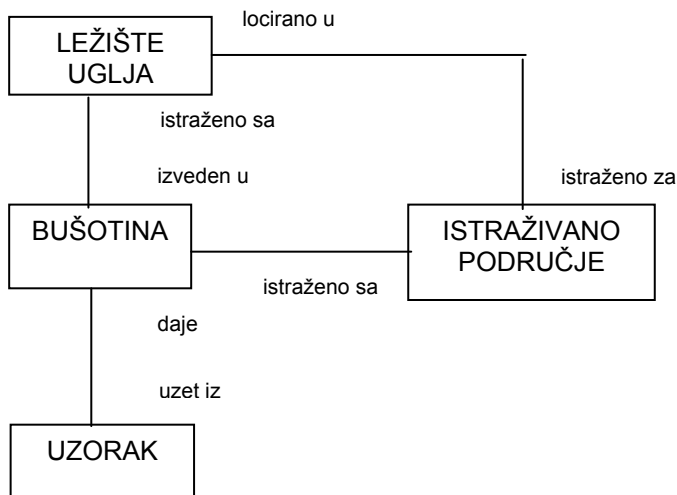 locirano u
LEŽIŠTE
UGLJA
istraženo sa
izveden u
istraženo za
BUŠOTINA
ISTRAŽIVANO
PODRUČJE
istraženo sa
daje
uzet iz
UZORAK